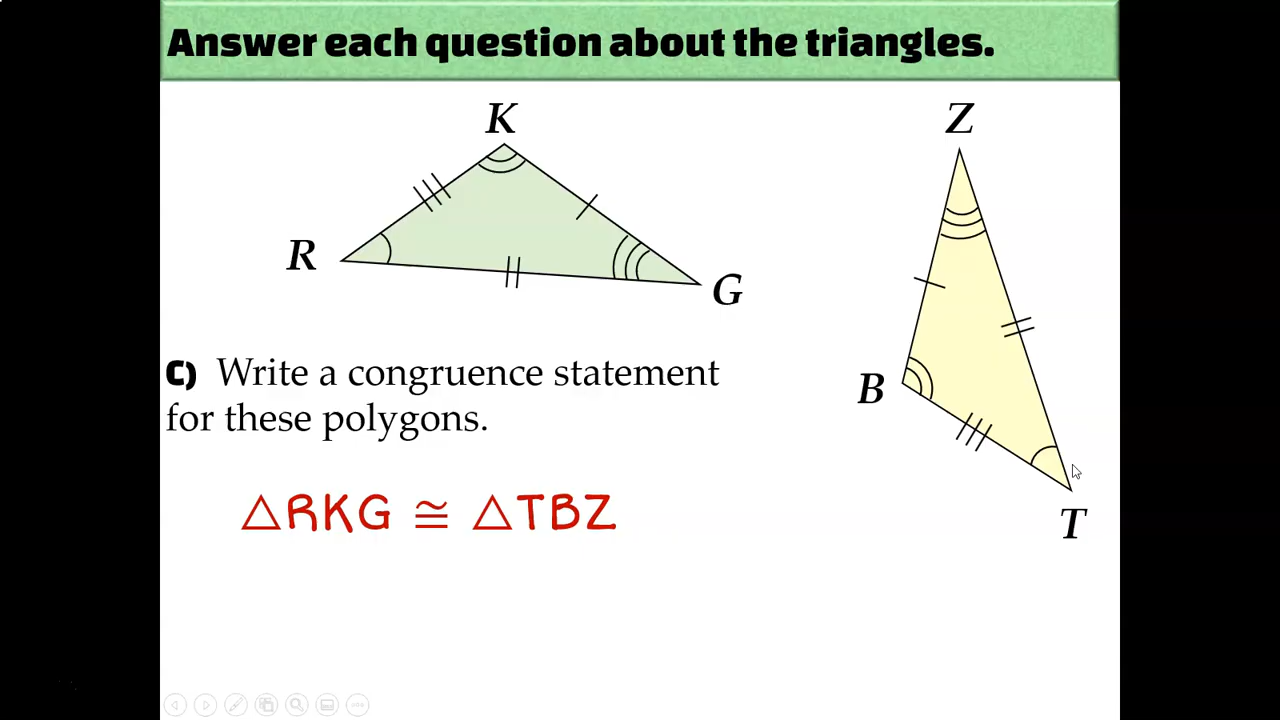 Answer each question about the triangles.
K
Z
R
G
B
T
C) Write a congruence statement
for these polygons.
△RKG ≅ △TBZ